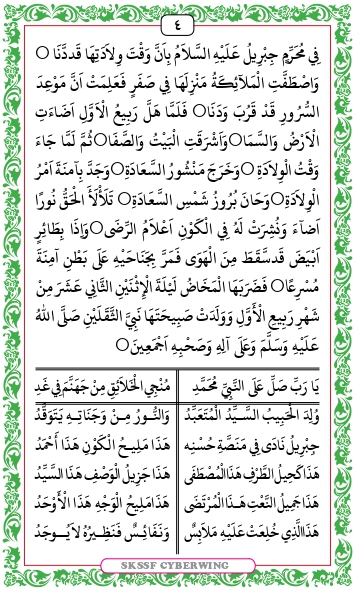 ٤
فِي مُحَرَّمٍ جِبْرِيلُ عَلَيْهِ السَّلَامُ بِأَنَّ وَقْتَ وِلَادَتِهَا قَدْدَنَا ○
وَاصْطَفَّتِ الْمَلَائِكَةُ مَنْزِلَهَا فِي صَفَرٍ فَعَلِمَتْ اَنَّ مَوْعِدَ
السُّرُورِ قَدْ قَرُبَ وَدَنَا○ فَلَمَّا هَلَّ رَبِيعُ الْاَوَّلِ اَضَاءَتِ
الْاَرْضُ وَالسَّمَا○ وَاَشْرَقَتِ الْبَيْتُ وَالصَّفَا○ ثُمَّ لَمَّا جَاءَ
وَقْتُ الْوِلَادَةِ ○ وَخَرَجَ مَنْشُورُ السَّعَادَةِ○ وَجَدَّ بِآمِنَةَ اَمْرُ
الْوِلَادَةِ○ وَحَانَ بُرُوزُ شَمْسِ السَّعَادَةِ○ تَلَأْلَأَ الْحَقُّ نُورًا
اَضَاءَ وَنُشِرَتْ لَهُ فِي الْكَوْنِ اَعْلَامُ الرِّضَى○ وَاِذَا بِطَائِرٍ
اَبْيَضَ قَدْسَقَطَ مِنَ الْهَوَى فَمَرَّ بِجَنَاحَيْهِ عَلَى بَطْنِ آمِنَةَ
مُسْرِعًا○ فَضَرَبَهَا الْمَخَاضُ لَيْلَةَ الْاِثْنَيْنِ الثَّانِي عَشَرَ مِنْ
شَهْرِ رَبِيعِ الْأَوَّلِ وَوَلَدَتْ صَبِيحَتَهَا نَبِيَّ الثَّقَلَيْنِ صَلَّى اللهُ
عَلَيْهِ وَسَلَّمَ وَعَلَى آلِهِ وَصَحْبِهِ اَجْمَعِينَ○
يَا رَبِّ صَلِّ عَلَى النَّبِيِّ مُحَمَّدِ مُنْجِي الْخَلَائِقِ مِنْ جَهَنَّمَ فِي غَدِ
وُلِدَ الْحَبِيبُ السَّيِّدُ الْمُتَعَبِّدُ وَالنُّورُ مِنْ وَجَنَاتِهِ يَتَوَقَّدُ
جِبْرِيلُ نَادَى فِي مَنَصَّةِ حُسْنِهِ هَذَا مَلِيحُ الْكَوْنِ هَذَا اَحْمَدُ
هَذَا كَحِيلُ الطَّرْفِ هَذَا الْمُصْطَفَى هَذَا جَزِيلُ الْوَصْفِ هَذَا السَّيِّدُ
هَذَا جَمِيلُ النَّعْتِ هَذَا الْمُرْتَضَى هَذَا مَلِيحُ الْوَجْهِ هَذَا الْأَوْحَدُ
هَذَا الَّذِي خُلِعَتْ عَلَيْهِ مَلَابِسٌ وَنَفَائِسٌ فَنَظِيرُهُ لَا يُوجَدُ
SKSSF CYBERWING